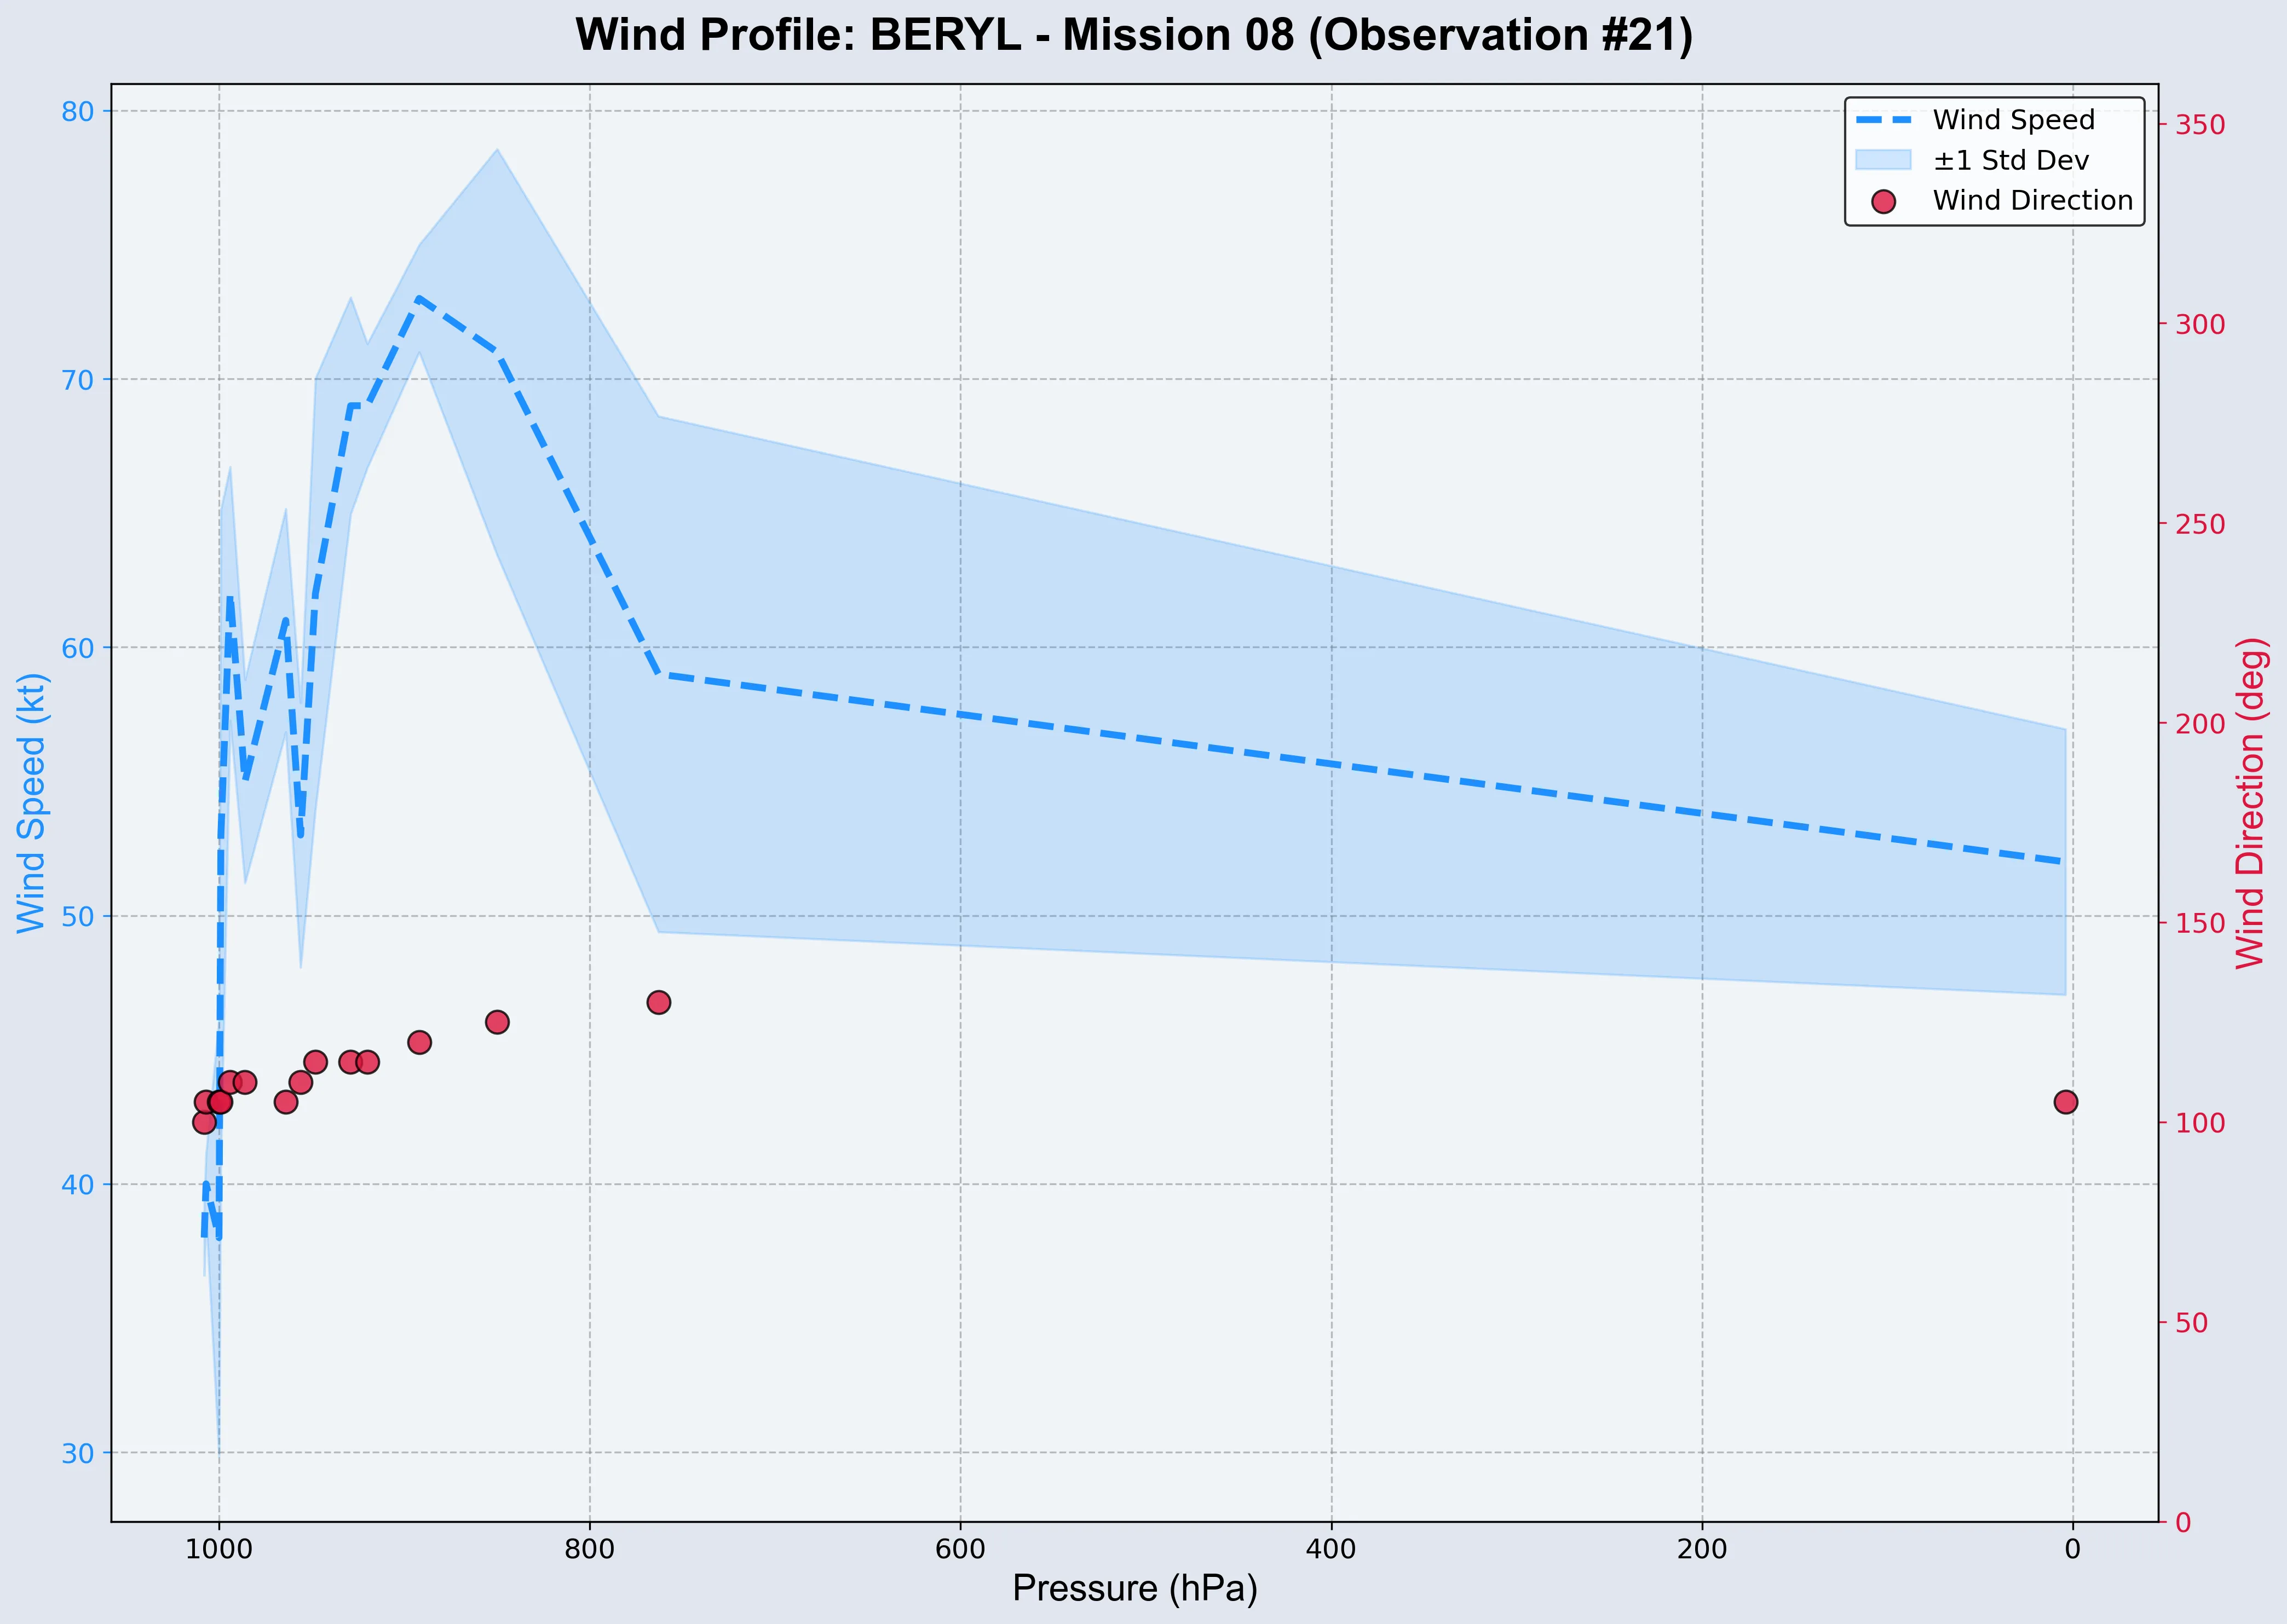 Wind Profile: BERYL - Mission 08 (Observation #21)
Wind Speed
±1 Std Dev
Wind Direction
80
70
60
50
40
30
Wind Speed (kt)
350
300
250
200
150
100
50
0
Wind Direction (deg)
1000 800 600 400 200 0
Pressure (hPa)